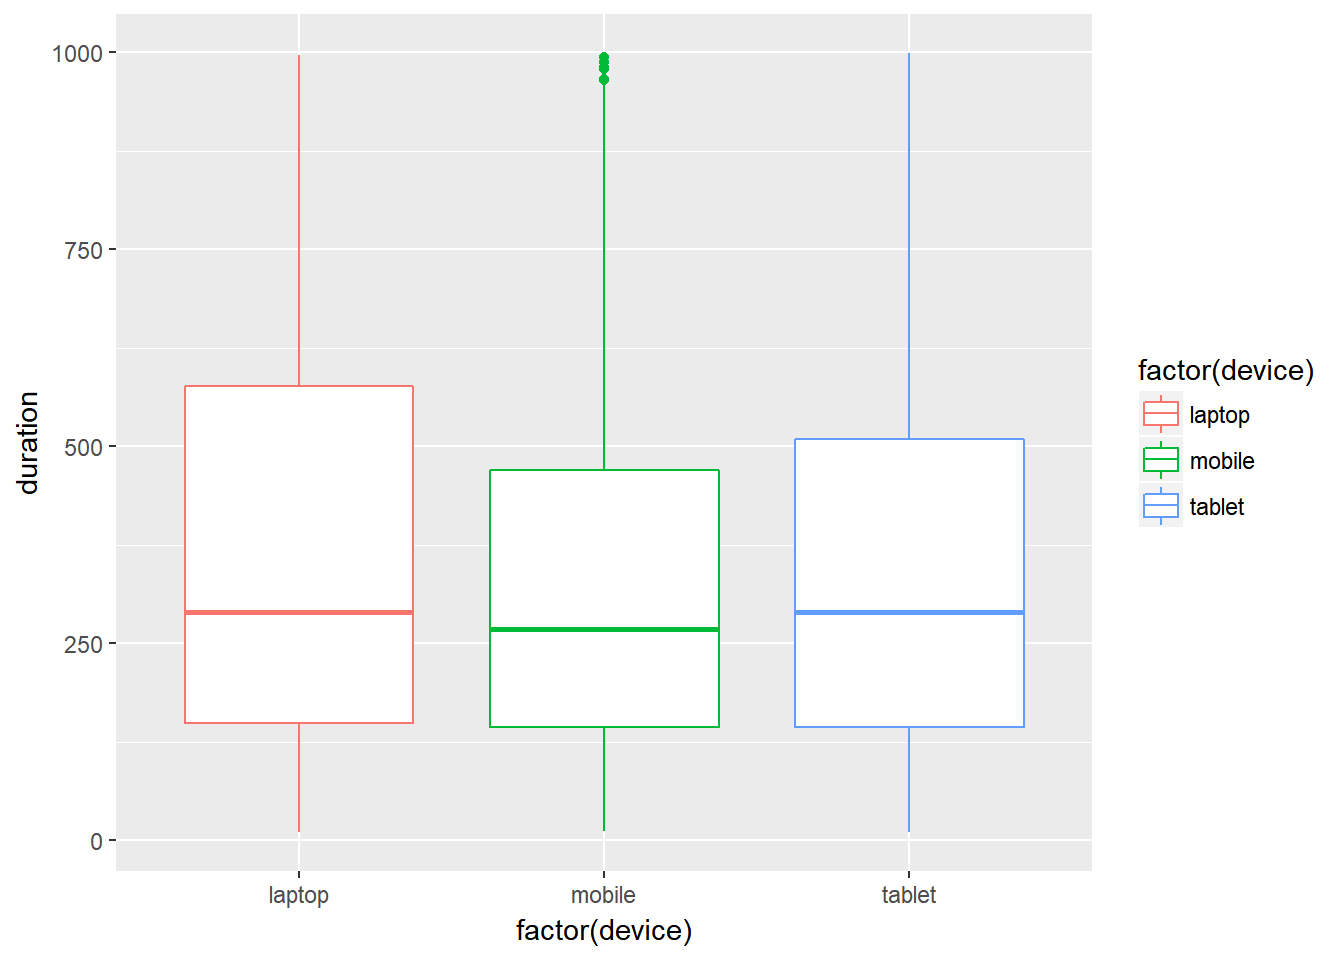 1000
750
500
250
0
duration
laptop mobile tablet
factor(device)
factor(device)
laptop
mobile
tablet